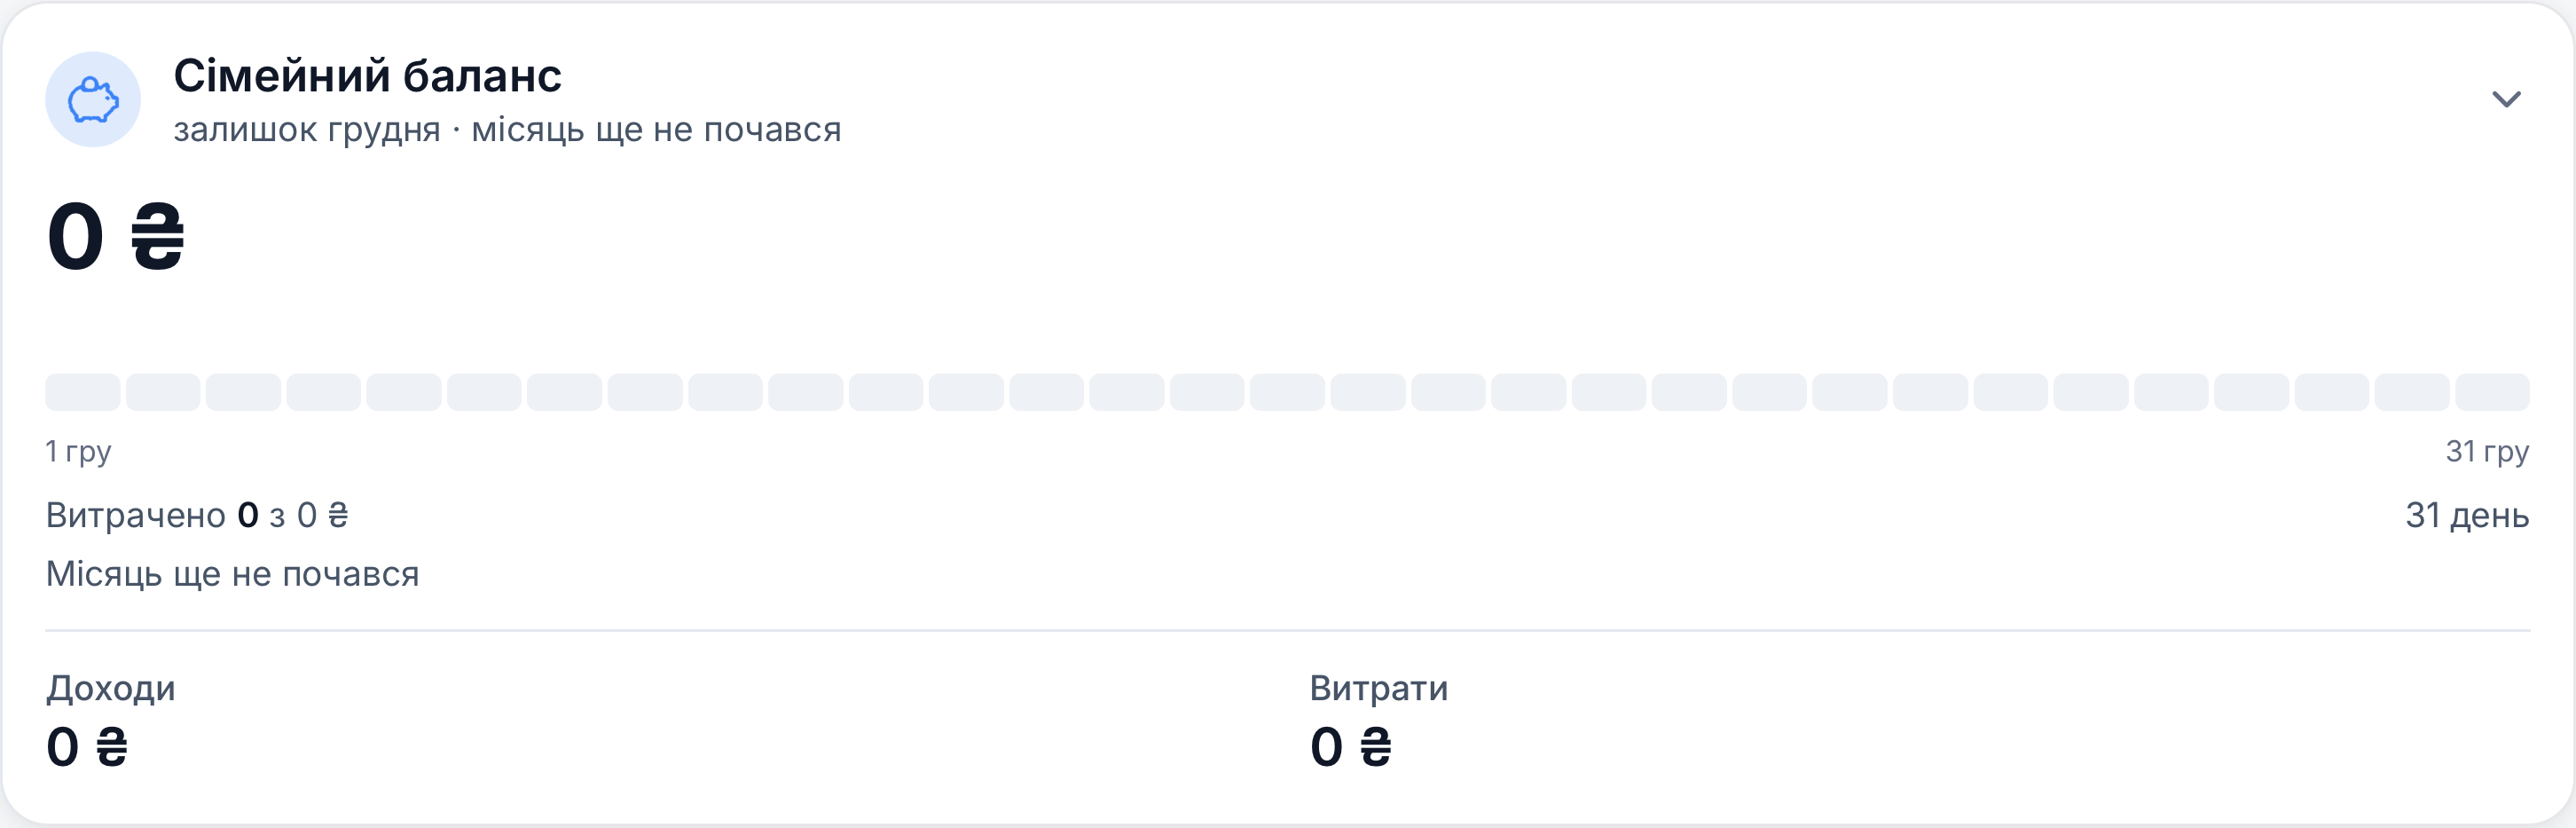 Сімейний баланс
залишок грудня · місяць ще не почався
0 ₴
1 гру
31 гру
Витрачено 0 з 0 ₴
31 день
Місяць ще не почався
Доходи
Витрати
0 ₴
0 ₴